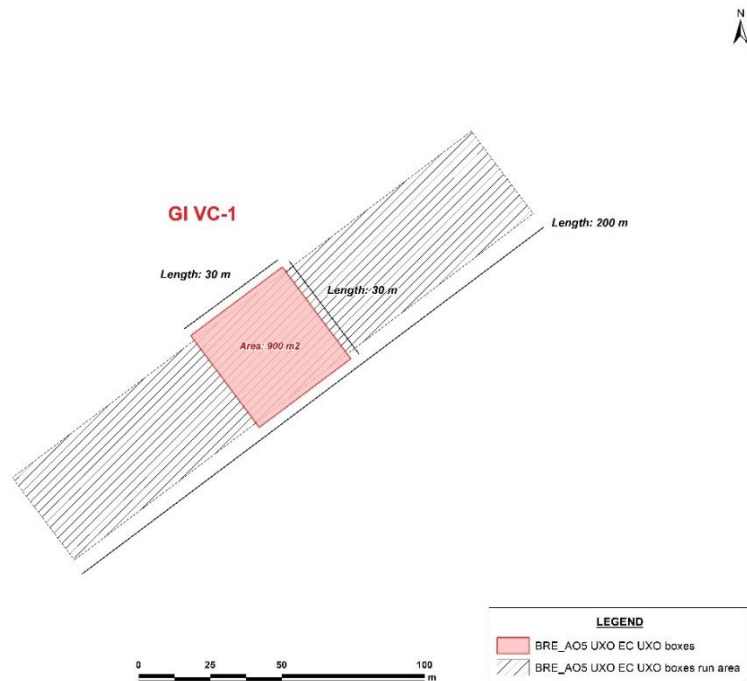 N
GI VC-1
Length: 200 m
Length: 30 m
Length: 30 m
Area: 900 m2
LEGEND
BRE_AO5 UXO EC UXO boxes
BRE_AO5 UXO EC UXO boxes run area
0 25 50 100
m